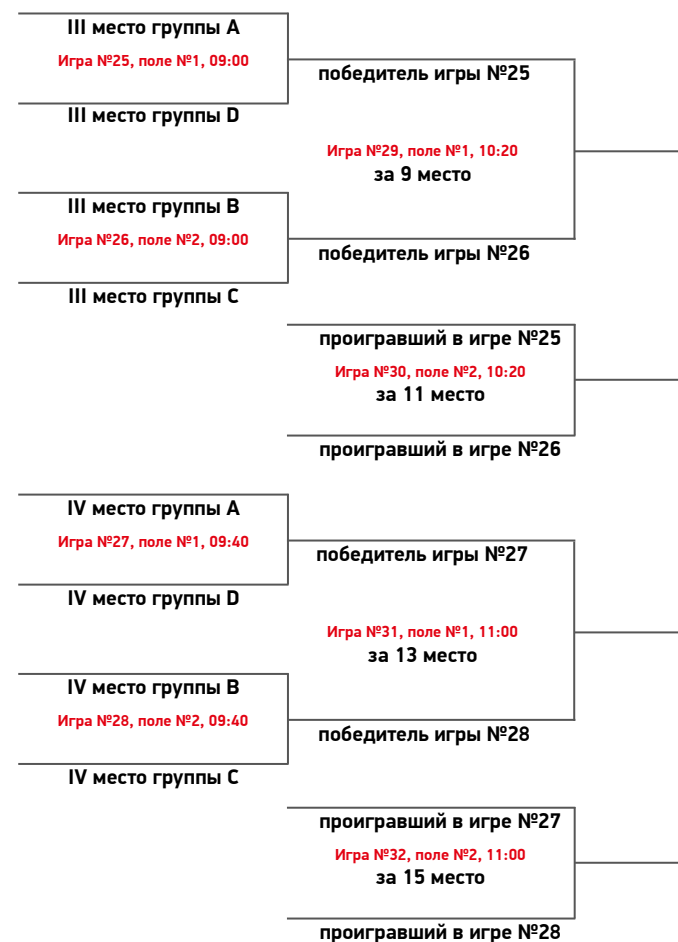 III место группы A
Игра №25, поле №1, 09:00
III место группы D
победитель игры №25
Игра №29, поле №1, 10:20
за 9 место
III место группы B
Игра №26, поле №2, 09:00
III место группы C
победитель игры №26
проигравший в игре №25
Игра №30, поле №2, 10:20
за 11 место
проигравший в игре №26
IV место группы A
Игра №27, поле №1, 09:40
IV место группы D
победитель игры №27
Игра №31, поле №1, 11:00
за 13 место
IV место группы B
Игра №28, поле №2, 09:40
IV место группы C
победитель игры №28
проигравший в игре №27
Игра №32, поле №2, 11:00
за 15 место
проигравший в игре №28